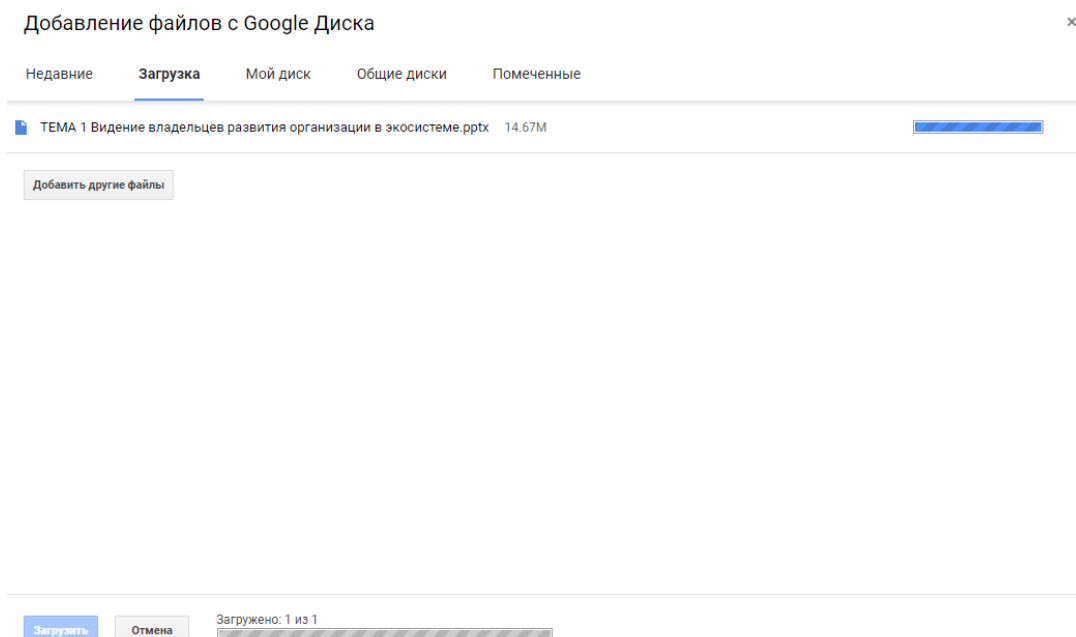 Добавление файлов с Google Диска
Недавние Загрузка Мой диск Общие диски Помеченные
ТЕМА 1 Видение владельцев развития организации в экосистеме.pptx 14.67M
Добавить другие файлы
Загружено: 1 из 1
Загрузить Отмена